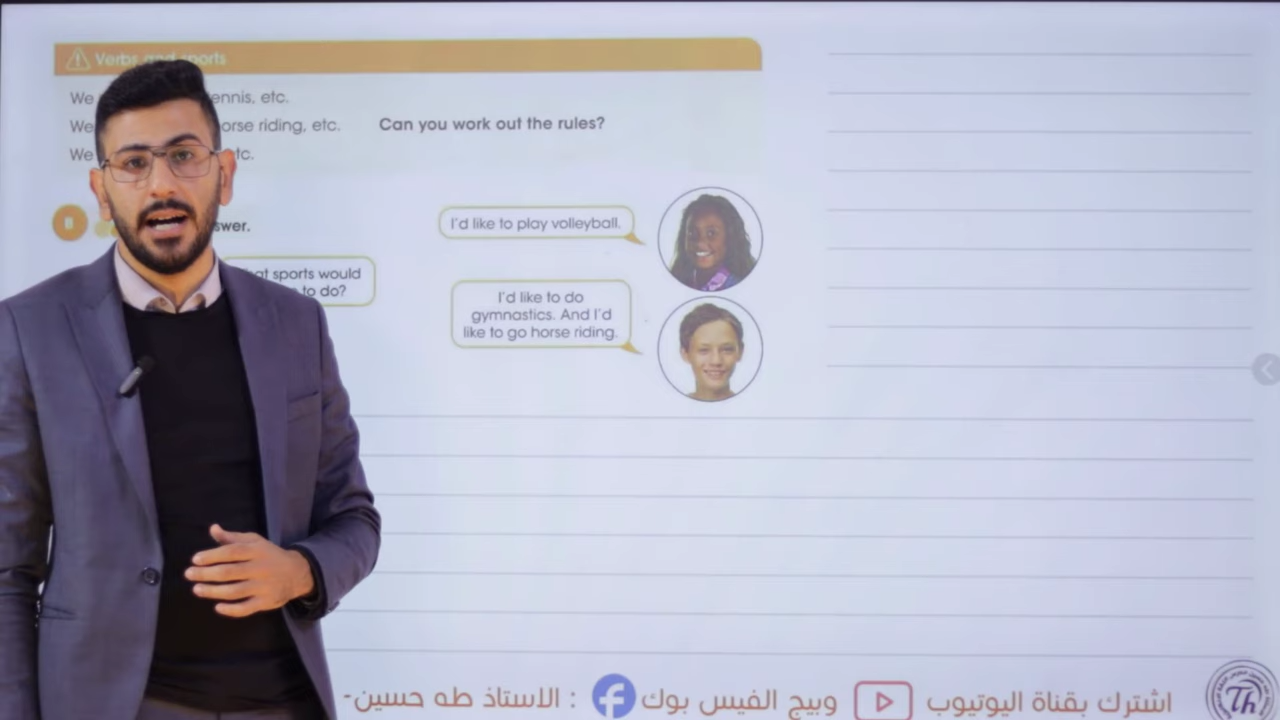 Verbs and sports
We ennis, etc.
We orse riding, etc.
Can you work out the rules?
We tc.
8 swer.
I'd like to play volleyball.
at sports would
to do?
I'd like to do
gymnastics. And I'd
like to go horse riding.
اشترك بقناة اليوتيوب وبيج الفيس بوك : الاستاذ طه حسين-
Th